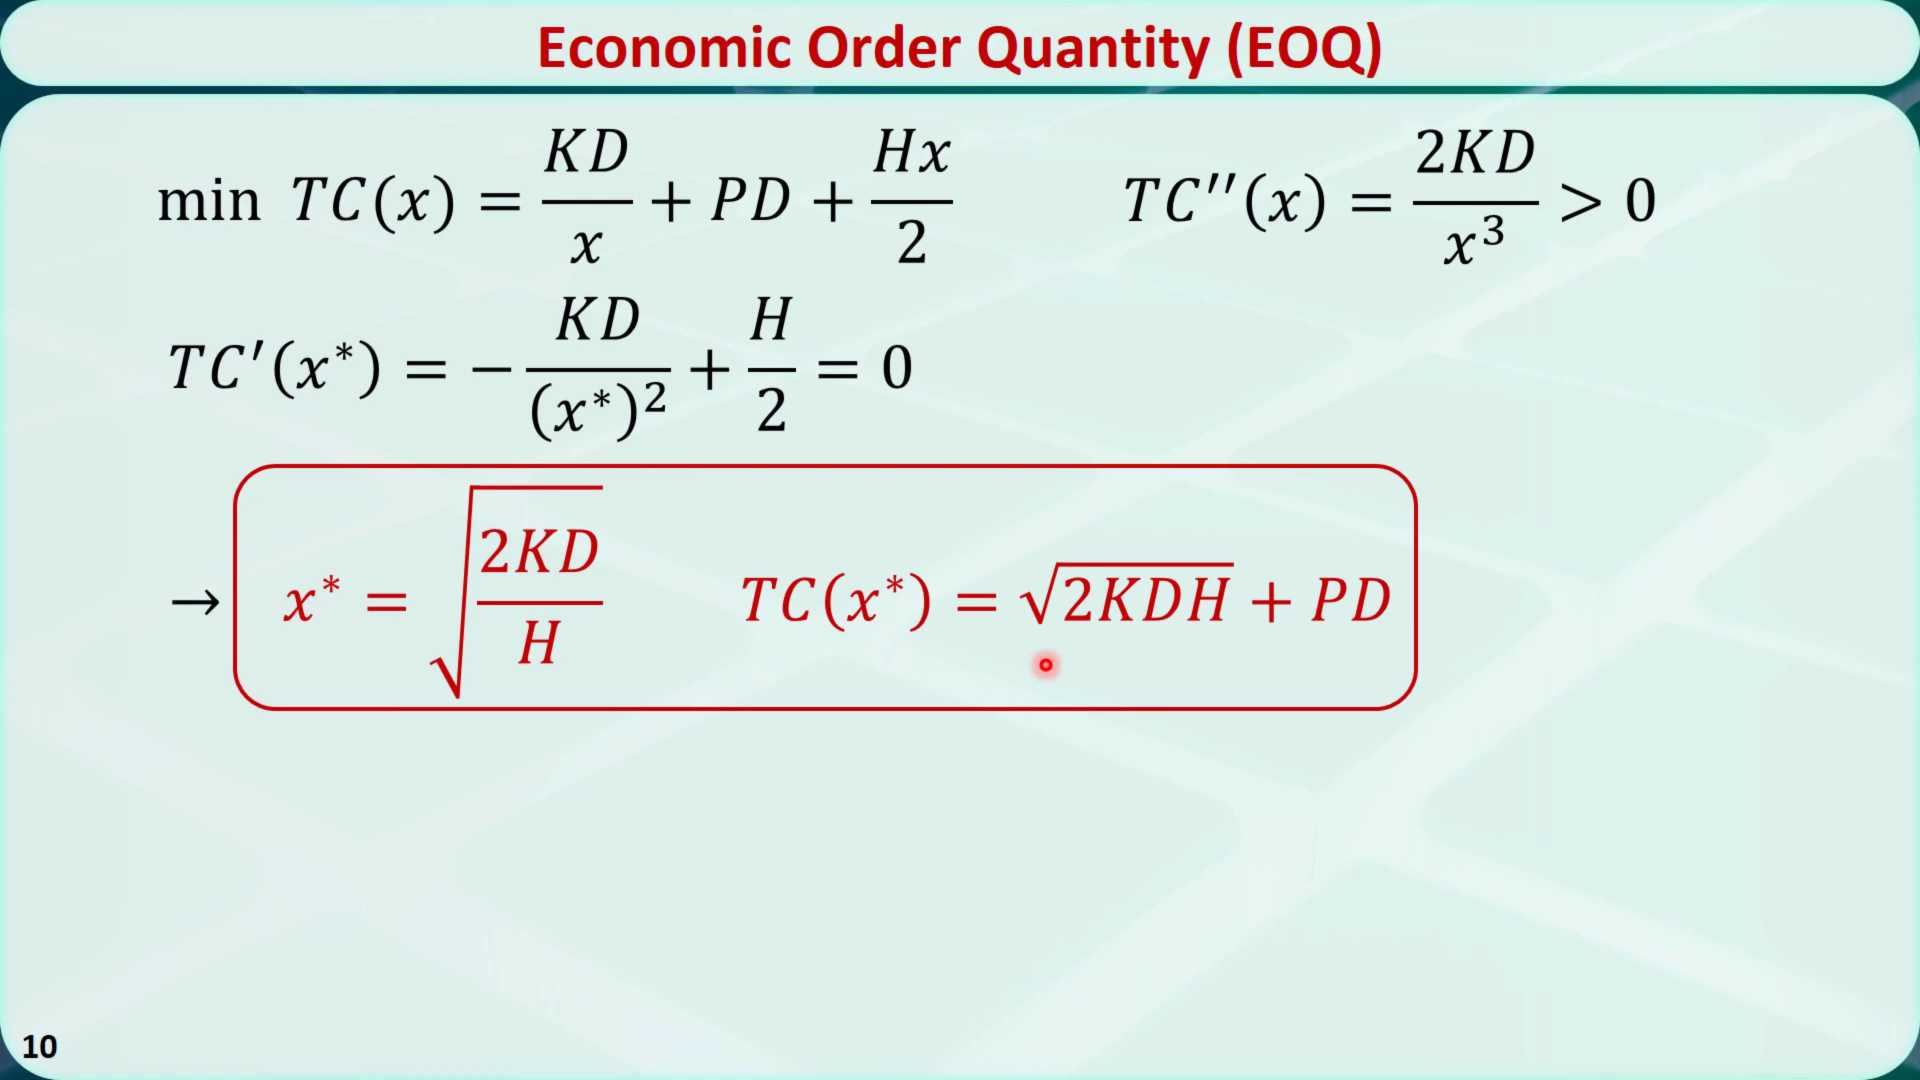 Economic Order Quantity (EOQ)
min TC(x) = KD/x + PD + Hx/2
TC′′(x) = 2KD/x³ > 0
TC′(x*) = −KD/(x*)² + H/2 = 0
→ x* = √(2KD/H) TC(x*) = √(2KDH) + PD
10